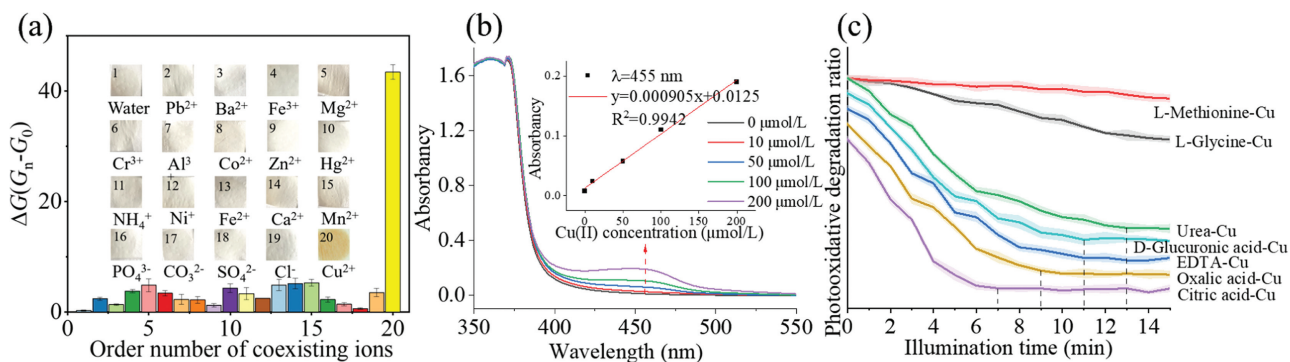 (a)
ΔG(Gn-G0)
40
20
0
1 2 3 4 5
Water Pb2+ Ba2+ Fe3+ Mg2+
6 7 8 9 10
Cr3+ Al3
+ Co2+ Zn2+ Hg2+
11 12 13 14 15
NH4+ Ni+ Fe2+ Ca2+ Mn2+
16 17 18 19 20
PO43- CO32- SO42- Cl- Cu2+
0 5 10 15 20
Order number of coexisting ions
(b)
Absorbancy
1.6
1.2
0.8
0.4
0.0
350 400 450 500 550
Wavelength (nm)
Absorbancy
0.2
0.1
0.0
λ=455 nm
y=0.000905x+0.0125
R2=0.9942
0 50 100 150 200
Cu(II) concentration (μmol/L)
0 μmol/L
10 μmol/L
50 μmol/L
100 μmol/L
200 μmol/L
(c)
Photooxidative degradation ratio
L-Methionine-Cu
L-Glycine-Cu
Urea-Cu
D-Glucuronic acid-Cu
EDTA-Cu
Oxalic acid-Cu
Citric acid-Cu
0 2 4 6 8 10 12 14
Illumination time (min)